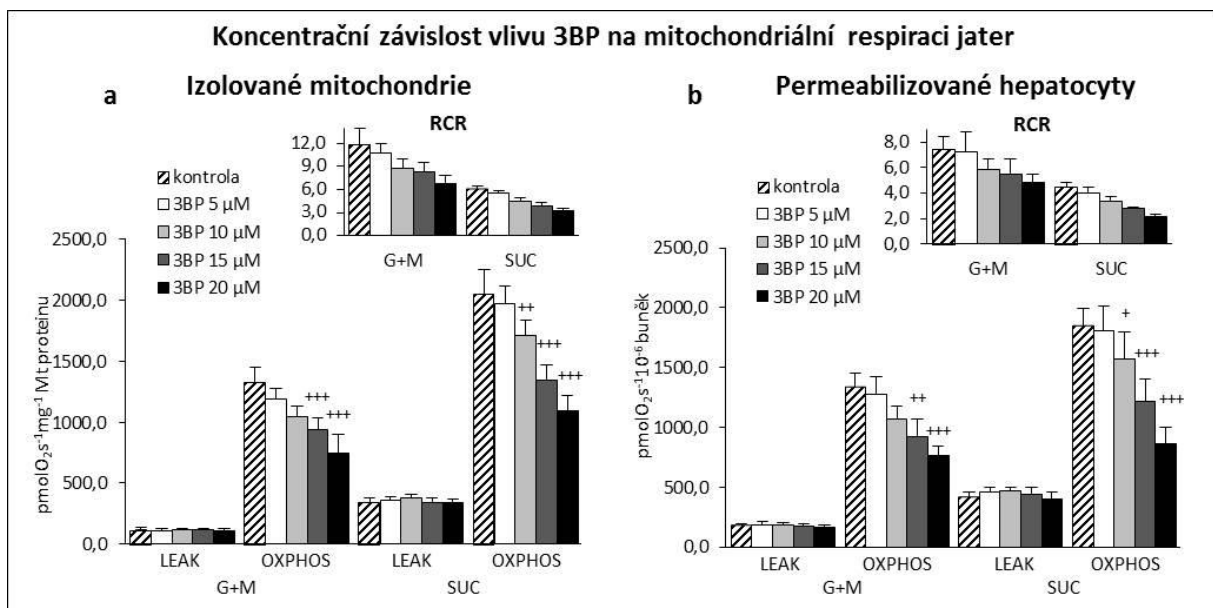 Koncentrační závislost vlivu 3BP na mitochondriální respiraci jater
a
Izolované mitochondrie
RCR
12,0
9,0
6,0
3,0
0,0
G+M
SUC
kontrola
3BP 5 µM
3BP 10 µM
3BP 15 µM
3BP 20 µM
pmolO₂s⁻¹mg⁻¹ Mt proteinu
2500,0
2000,0
1500,0
1000,0
500,0
0,0
+++
+++
++
+++
+++
LEAK
OXPHOS
LEAK
OXPHOS
G+M
SUC
b
Permeabilizované hepatocyty
RCR
8,0
6,0
4,0
2,0
0,0
G+M
SUC
kontrola
3BP 5 µM
3BP 10 µM
3BP 15 µM
3BP 20 µM
pmolO₂s⁻¹10⁻⁶ buněk
2500,0
2000,0
1500,0
1000,0
500,0
0,0
++
+++
+
+++
+++
LEAK
OXPHOS
LEAK
OXPHOS
G+M
SUC